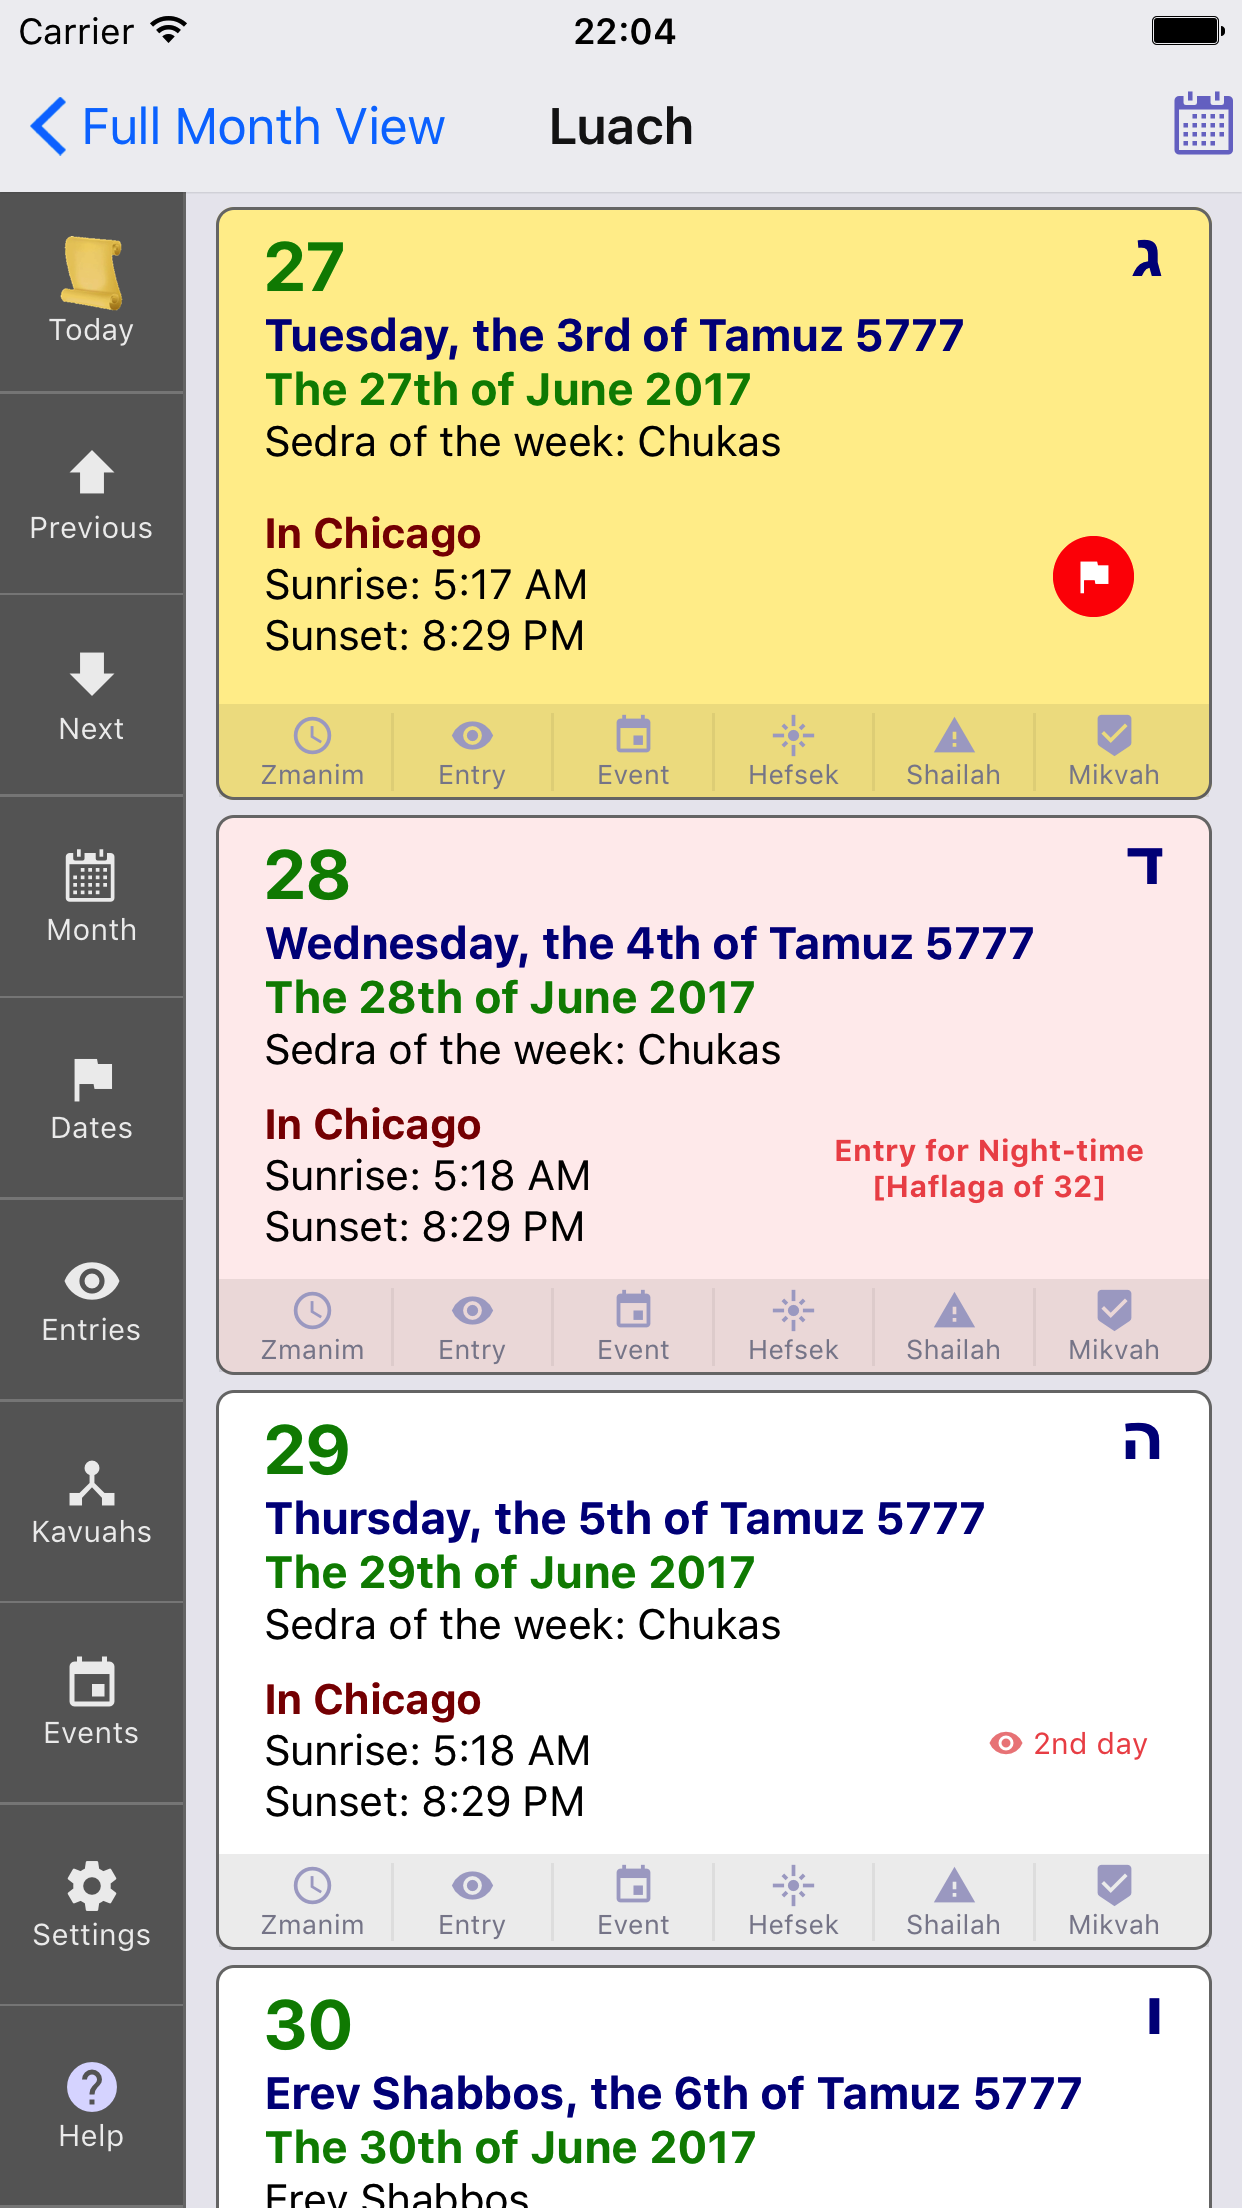 Carrier
22:04
Full Month View
Luach
Today
Previous
Next
Month
Dates
Entries
Kavuahs
Events
Settings
Help
27
ג
Tuesday, the 3rd of Tamuz 5777
The 27th of June 2017
Sedra of the week: Chukas
In Chicago
Sunrise: 5:17 AM
Sunset: 8:29 PM
Zmanim Entry Event Hefsek Shailah Mikvah
28
ד
Wednesday, the 4th of Tamuz 5777
The 28th of June 2017
Sedra of the week: Chukas
In Chicago
Sunrise: 5:18 AM
Sunset: 8:29 PM
Entry for Night-time
[Haflaga of 32]
Zmanim Entry Event Hefsek Shailah Mikvah
29
ה
Thursday, the 5th of Tamuz 5777
The 29th of June 2017
Sedra of the week: Chukas
In Chicago
Sunrise: 5:18 AM
Sunset: 8:29 PM
2nd day
Zmanim Entry Event Hefsek Shailah Mikvah
30
ו
Erev Shabbos, the 6th of Tamuz 5777
The 30th of June 2017
Erev Shabbos